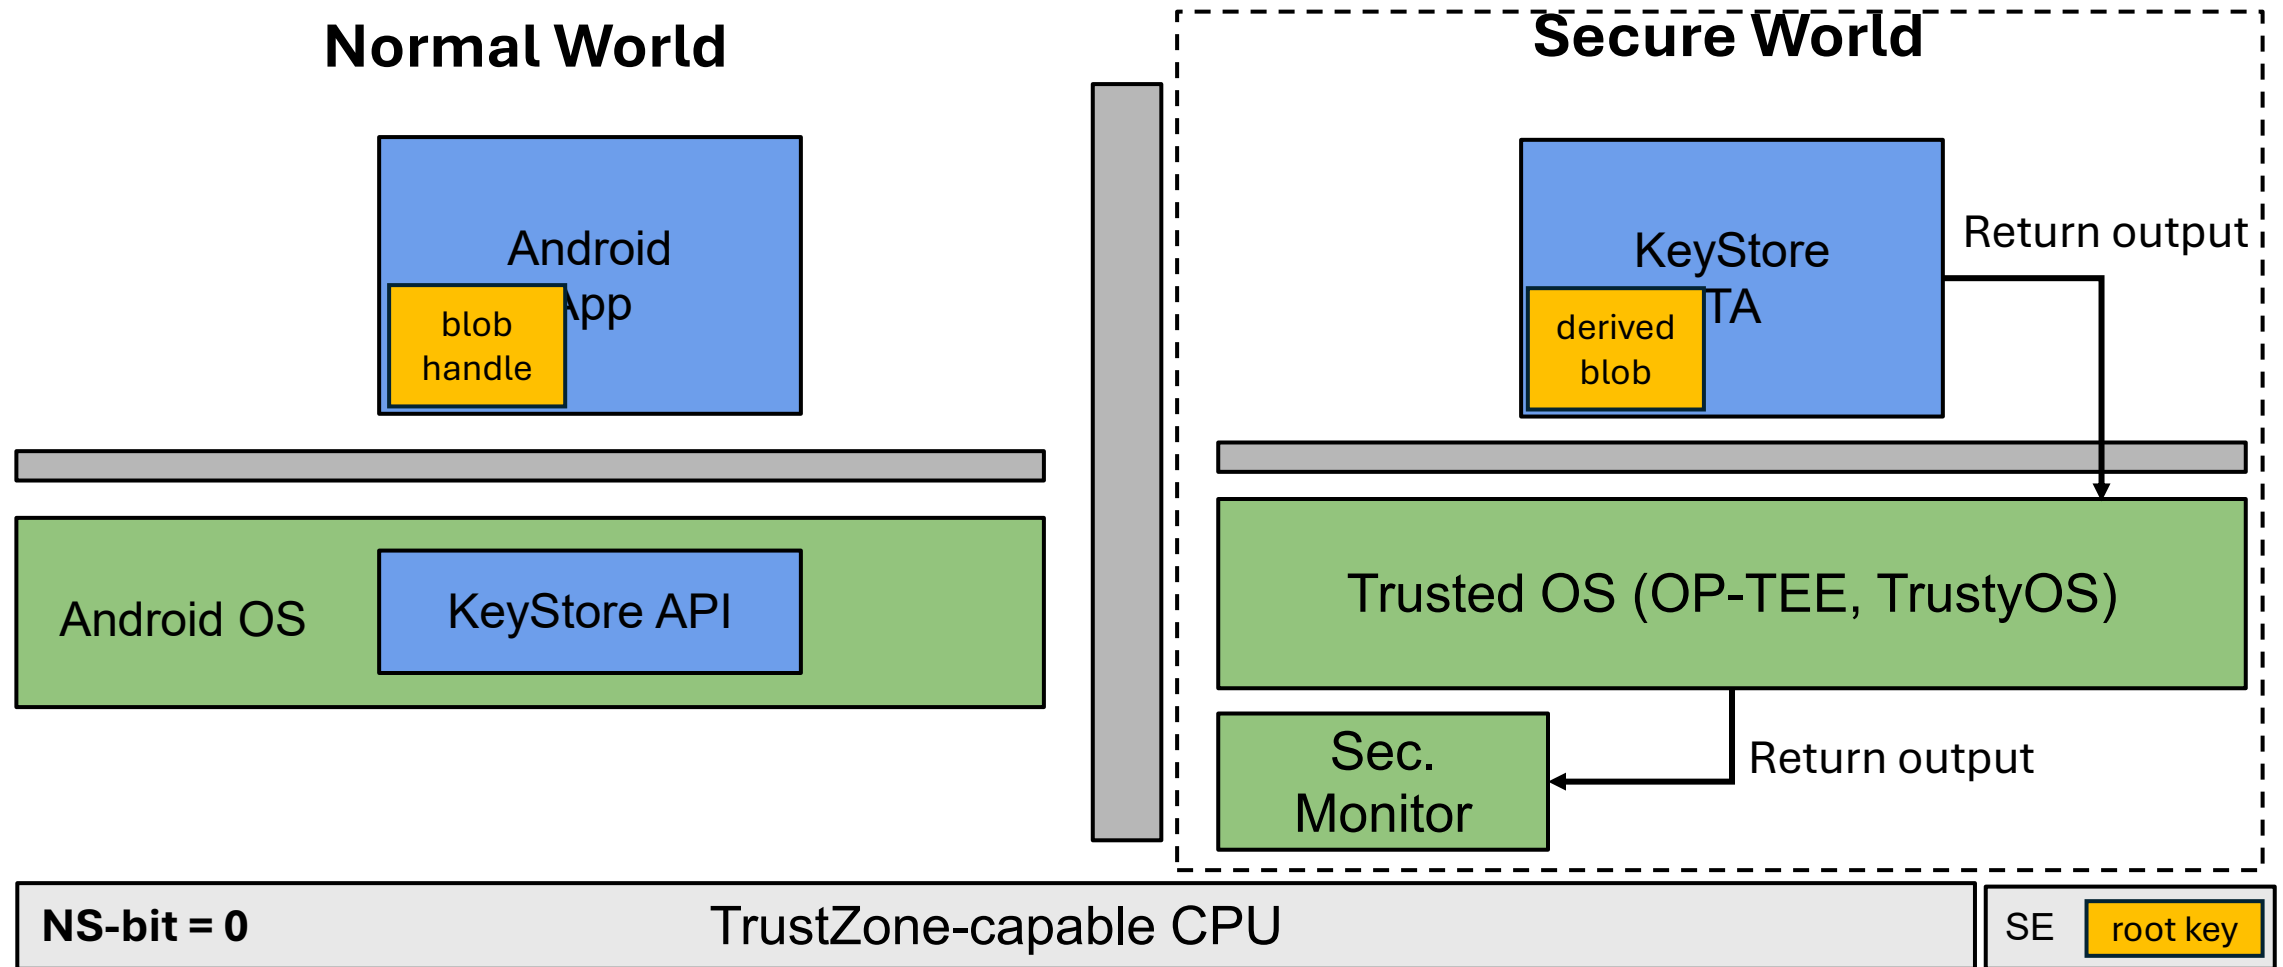 Normal World
Secure World
Android
App
blob
handle
KeyStore
TA
derived
blob
Return output
Android OS
KeyStore API
Trusted OS (OP-TEE, TrustyOS)
Sec.
Monitor
Return output
NS-bit = 0
TrustZone-capable CPU
SE
root key